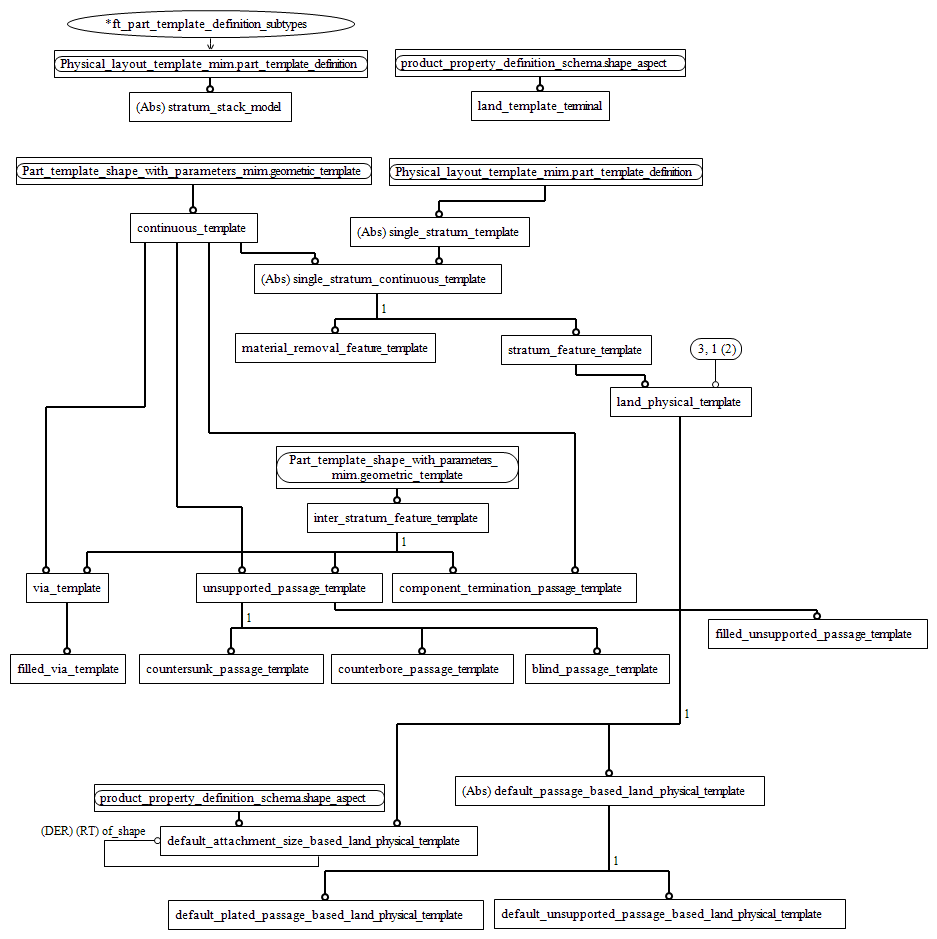 *ft_part_template_definition_subtypes
Physical_layout_template_mim.part_template_definition
product_property_definition_schema.shape_aspect
(Abs) stratum_stack_model
land_template_terminal
Part_template_shape_with_parameters_mim.geometric_template
Physical_layout_template_mim.part_template_definition
continuous_template
(Abs) single_stratum_template
(Abs) single_stratum_continuous_template
1
material_removal_feature_template
stratum_feature_template
3, 1 (2)
land_physical_template
Part_template_shape_with_parameters_
mim.geometric_template
inter_stratum_feature_template
1
via_template
unsupported_passage_template
component_termination_passage_template
1
filled_unsupported_passage_template
filled_via_template
countersunk_passage_template
counterbore_passage_template
blind_passage_template
1
(Abs) default_passage_based_land_physical_template
product_property_definition_schema.shape_aspect
(DER) (RT) of_shape
default_attachment_size_based_land_physical_template
1
default_plated_passage_based_land_physical_template
default_unsupported_passage_based_land_physical_template